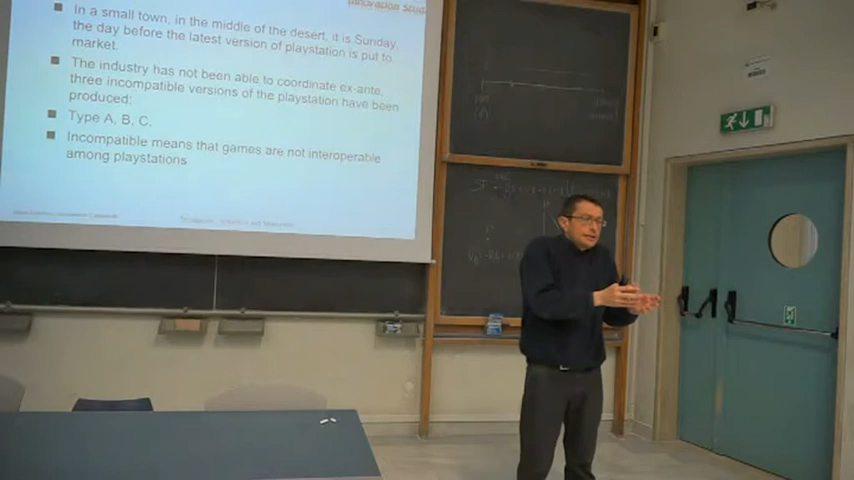 Innovation Stud
In a small town, in the middle of the desert, it is Sunday,
the day before the latest version of playstation is put to
market.
The industry has not been able to coordinate ex-ante,
three incompatible versions of the playstation have been
produced:
Type A, B, C.
Incompatible means that games are not interoperable
among playstations